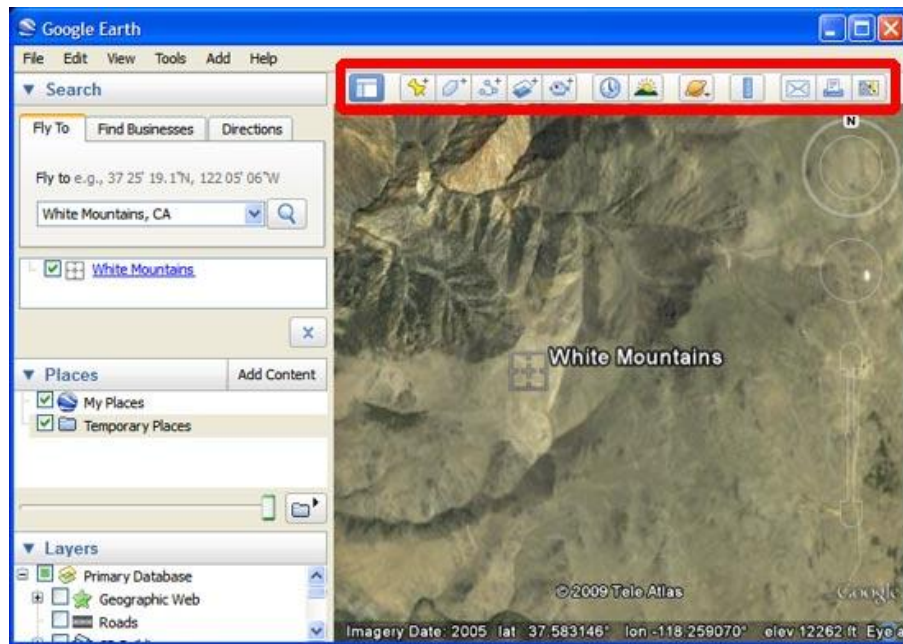 Google Earth
File Edit View Tools Add Help
Search
Fly To Find Businesses Directions
Fly to e.g., 37 25' 19.1"N, 122 05' 06"W
White Mountains, CA
White Mountains
Places Add Content
My Places
Temporary Places
Layers
Primary Database
Geographic Web
Roads
N
White Mountains
© 2009 Tele Atlas
Google
Imagery Date: 2005 lat 37.583146° lon -118.259070° elev 12262 ft Eye a